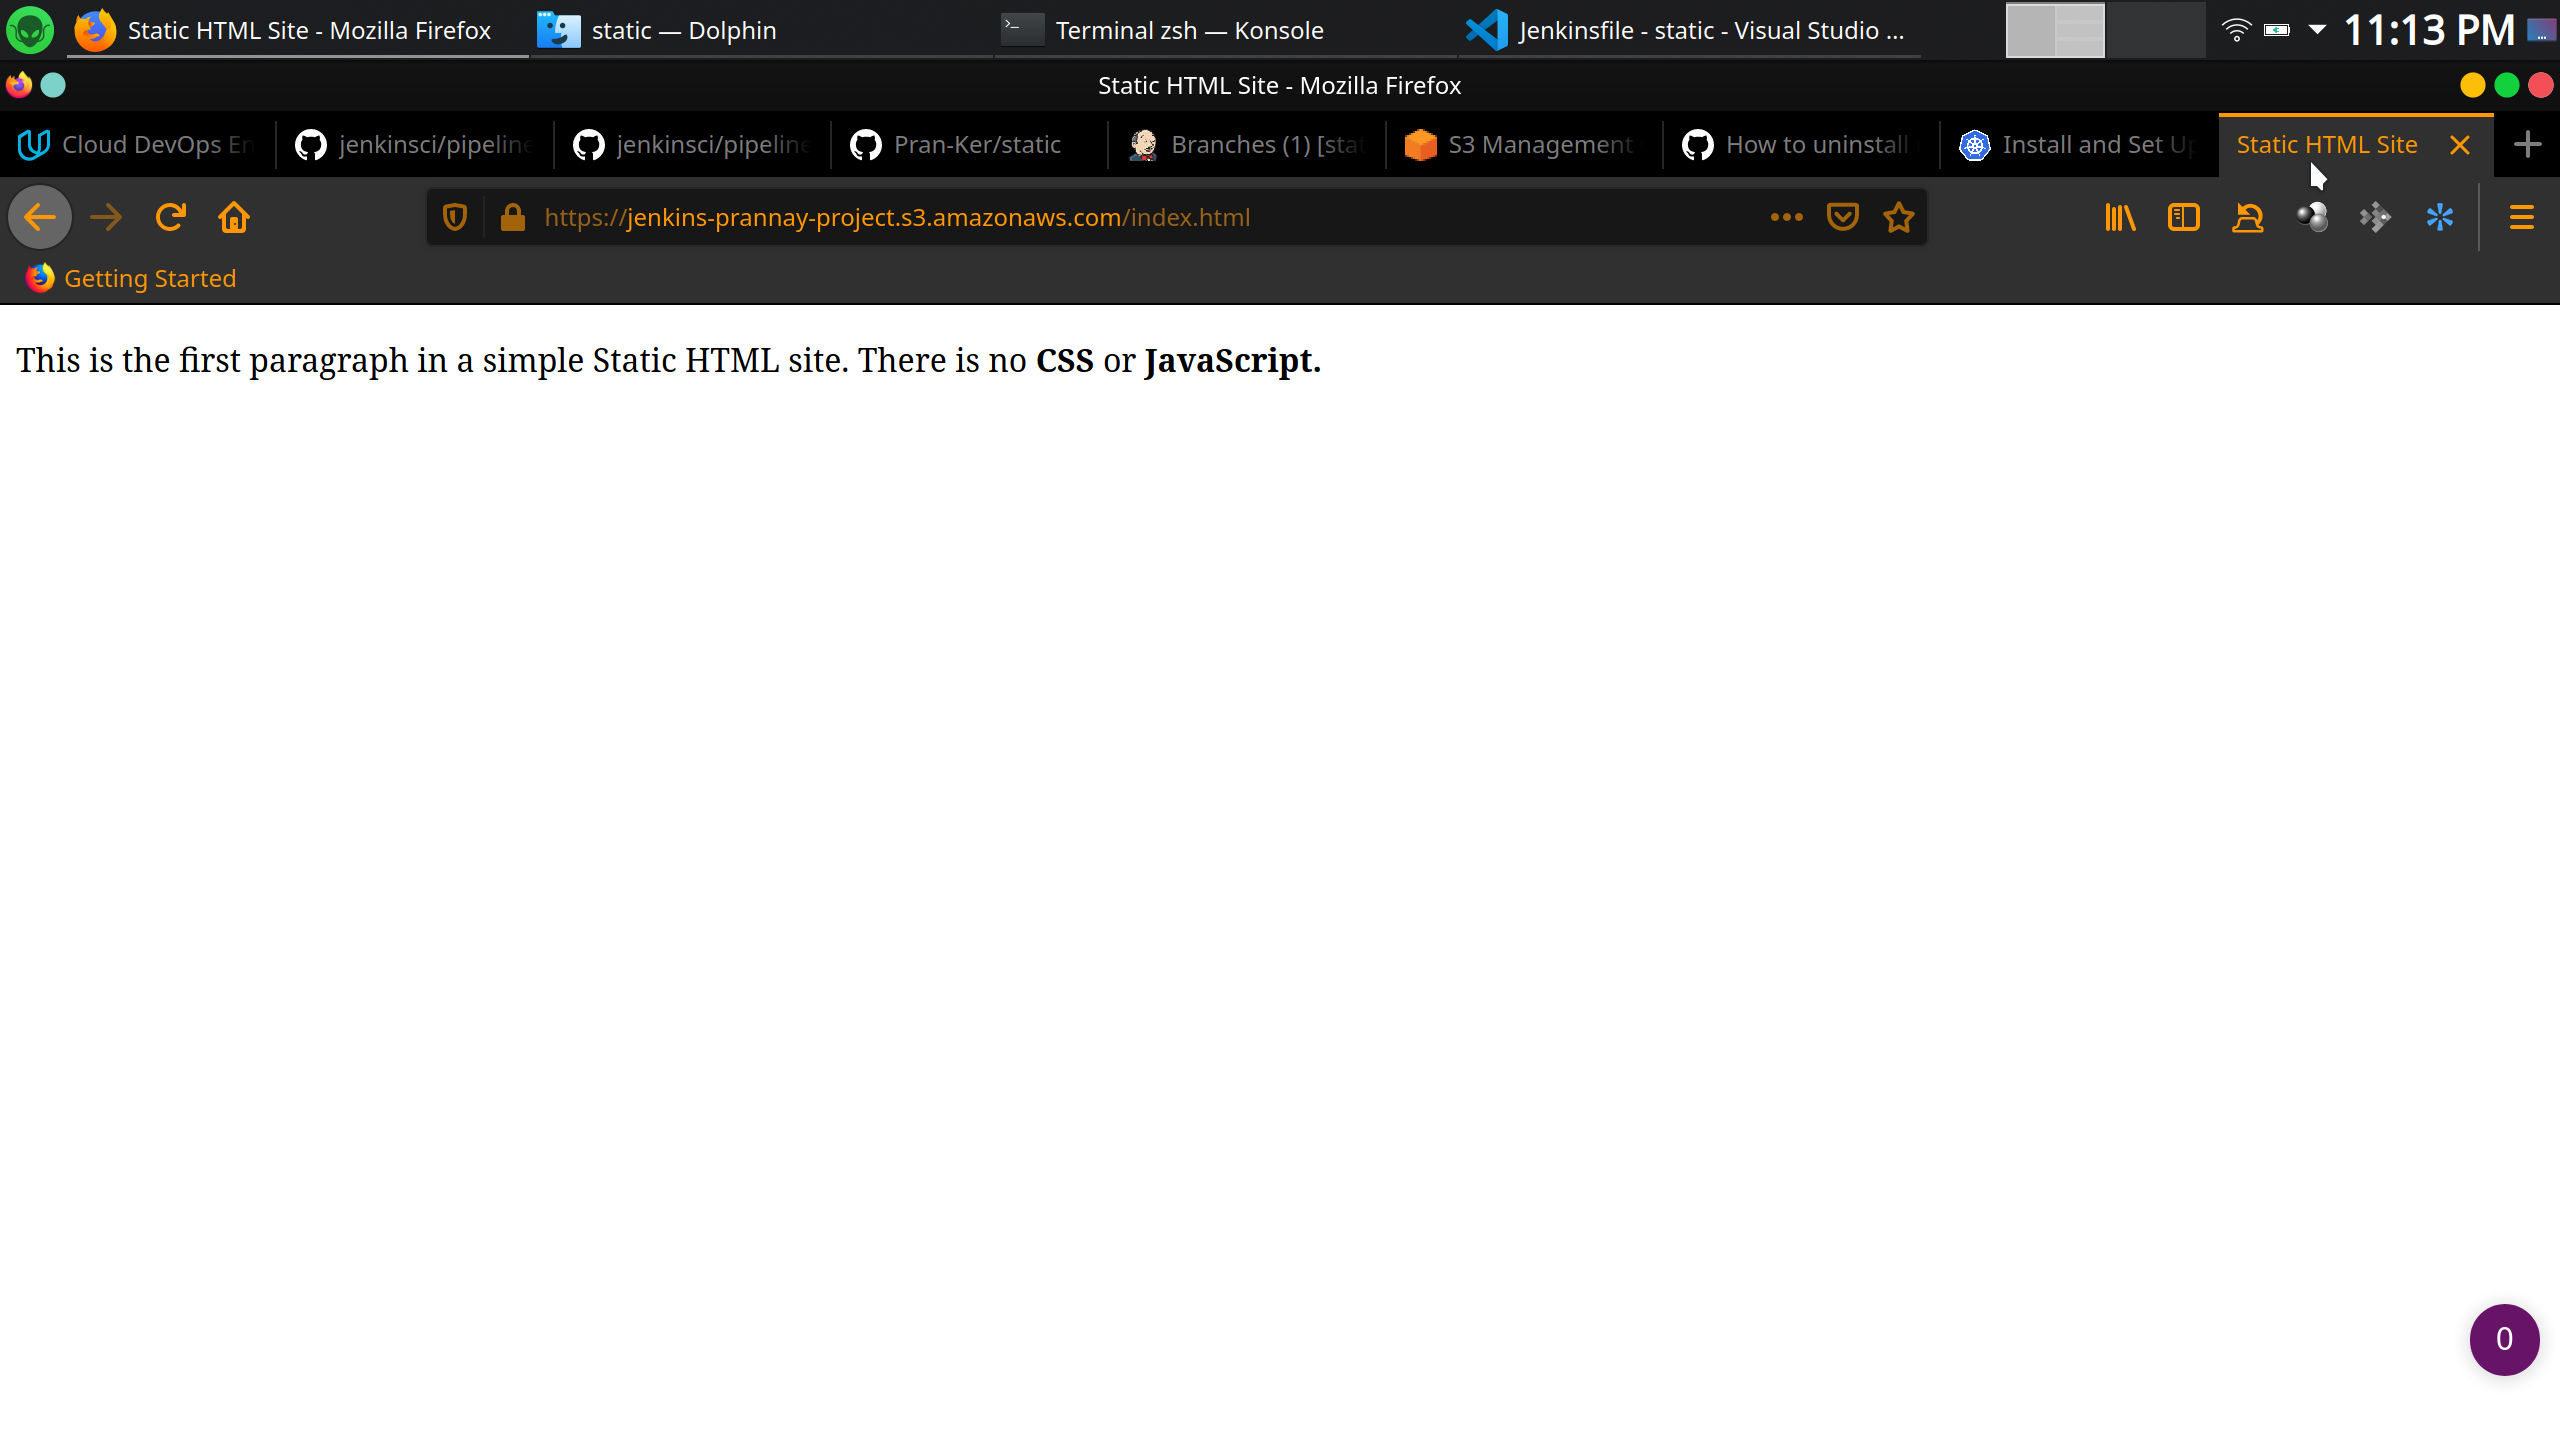 Static HTML Site - Mozilla Firefox
static — Dolphin
Terminal zsh — Konsole
Jenkinsfile - static - Visual Studio ...
11:13 PM
Static HTML Site - Mozilla Firefox
Cloud DevOps En
jenkinsci/pipeline
jenkinsci/pipeline
Pran-Ker/static
Branches (1) [stat
S3 Management
How to uninstall
Install and Set Up
Static HTML Site
https://jenkins-prannay-project.s3.amazonaws.com/index.html
Getting Started
This is the first paragraph in a simple Static HTML site. There is no CSS or JavaScript.
0